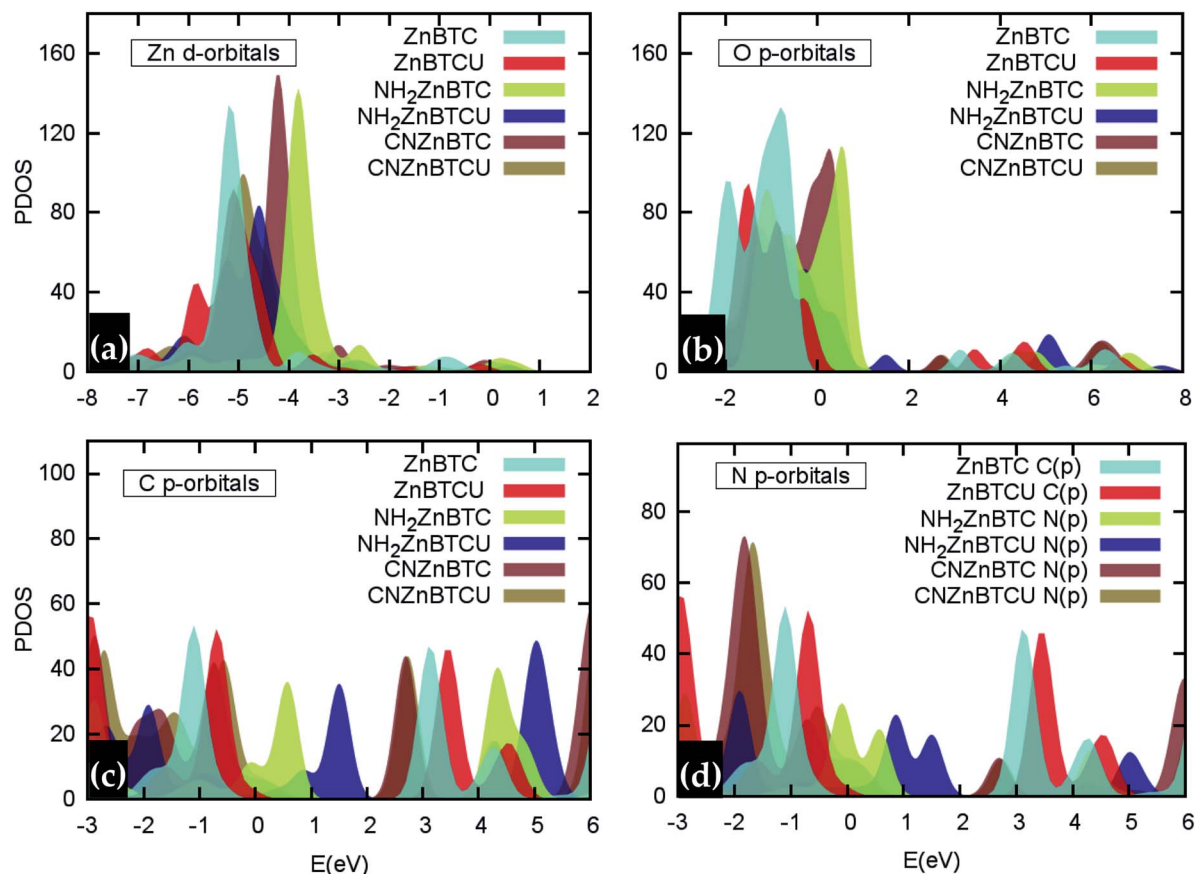 160
120
80
40
0
PDOS
Zn d-orbitals
ZnBTC
ZnBTCU
NH2ZnBTC
NH2ZnBTCU
CNZnBTC
CNZnBTCU
(a)
-8 -7 -6 -5 -4 -3 -2 -1 0 1 2
160
120
80
40
0
O p-orbitals
ZnBTC
ZnBTCU
NH2ZnBTC
NH2ZnBTCU
CNZnBTC
CNZnBTCU
(b)
-2 0 2 4 6 8
100
80
60
40
20
0
PDOS
C p-orbitals
ZnBTC
ZnBTCU
NH2ZnBTC
NH2ZnBTCU
CNZnBTC
CNZnBTCU
(c)
-3 -2 -1 0 1 2 3 4 5 6
E(eV)
80
60
40
20
0
N p-orbitals
ZnBTC C(p)
ZnBTCU C(p)
NH2ZnBTC N(p)
NH2ZnBTCU N(p)
CNZnBTC N(p)
CNZnBTCU N(p)
(d)
-3 -2 -1 0 1 2 3 4 5 6
E(eV)